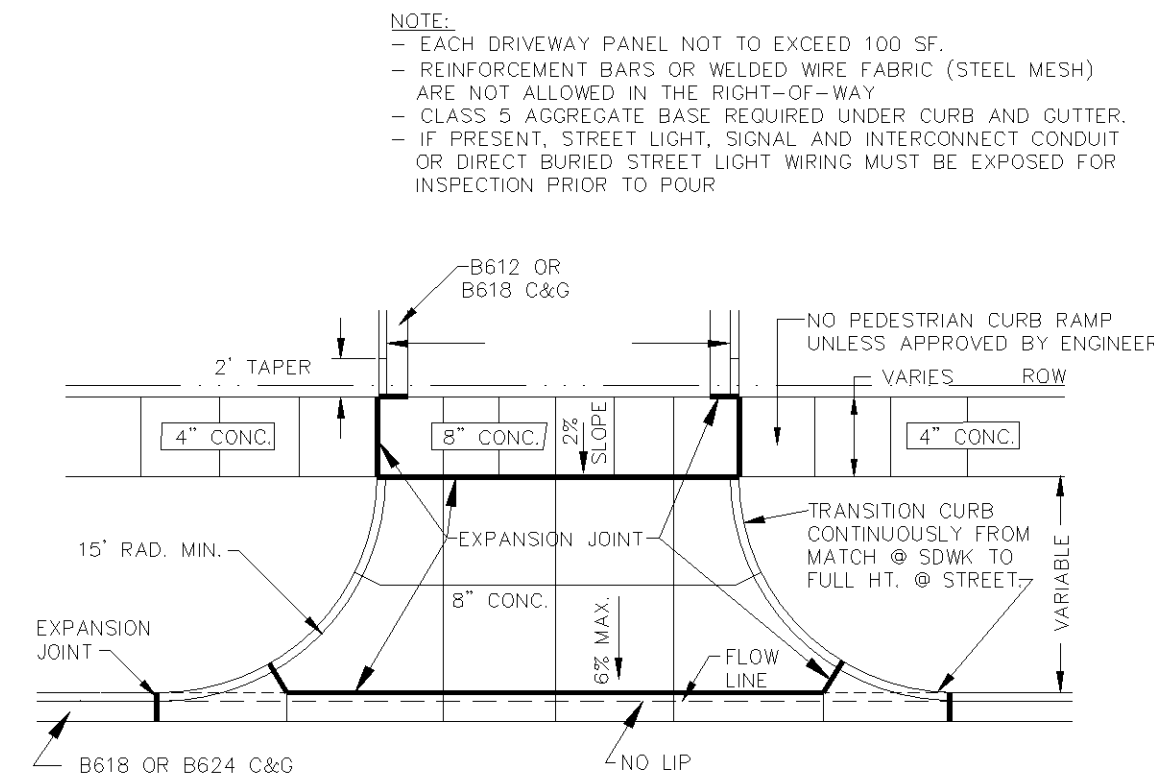 NOTE:
– EACH DRIVEWAY PANEL NOT TO EXCEED 100 SF.
– REINFORCEMENT BARS OR WELDED WIRE FABRIC (STEEL MESH)
ARE NOT ALLOWED IN THE RIGHT–OF–WAY
– CLASS 5 AGGREGATE BASE REQUIRED UNDER CURB AND GUTTER.
– IF PRESENT, STREET LIGHT, SIGNAL AND INTERCONNECT CONDUIT
OR DIRECT BURIED STREET LIGHT WIRING MUST BE EXPOSED FOR
INSPECTION PRIOR TO POUR
B612 OR
B618 C&G
NO PEDESTRIAN CURB RAMP
UNLESS APPROVED BY ENGINEER
2' TAPER
VARIES
ROW
4" CONC.
8" CONC.
2%
SLOPE
4" CONC.
TRANSITION CURB
CONTINUOUSLY FROM
MATCH @ SDWK TO
FULL HT. @ STREET
EXPANSION JOINT
15' RAD. MIN.
8" CONC.
VARIABLE
6% MAX.
EXPANSION
JOINT
FLOW
LINE
NO LIP
B618 OR B624 C&G